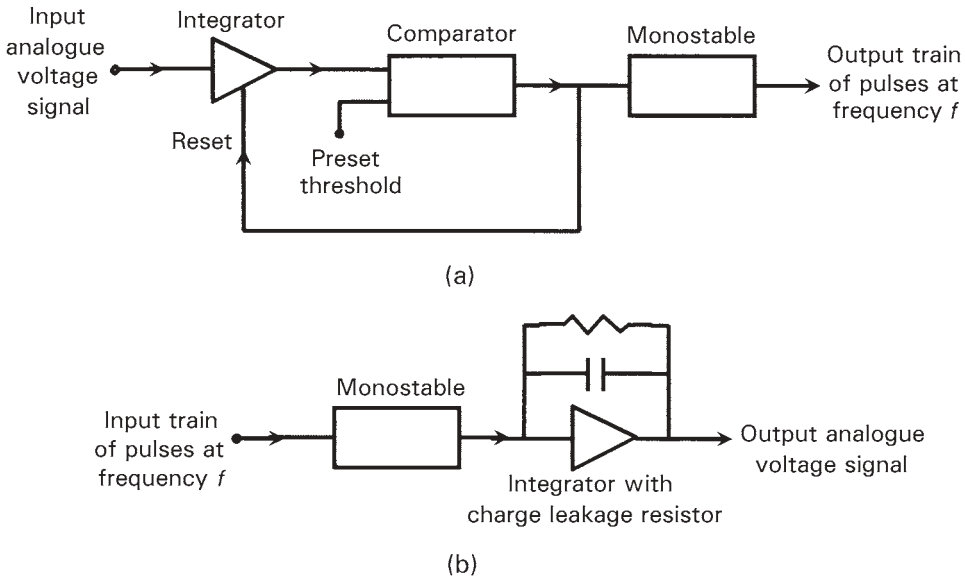 Input
analogue
voltage
signal
Integrator
Comparator
Monostable
Output train
of pulses at
frequency f
Reset
Preset
threshold
(a)
Monostable
Input train
of pulses at
frequency f
Output analogue
voltage signal
Integrator with
charge leakage resistor
(b)